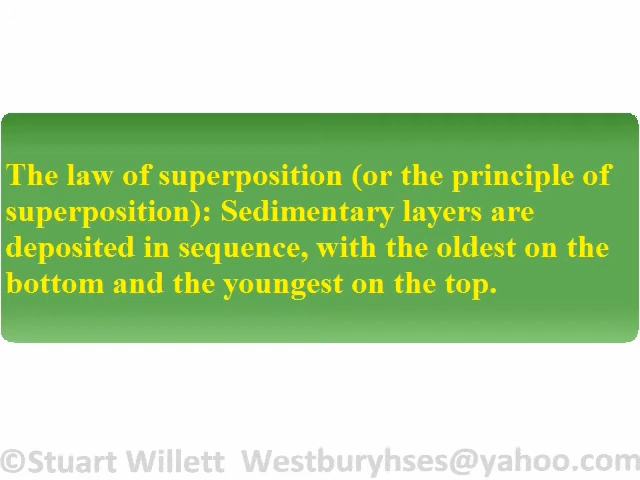 The law of superposition (or the principle of
superposition): Sedimentary layers are
deposited in sequence, with the oldest on the
bottom and the youngest on the top.
©Stuart Willett  Westburyhses@yahoo.com